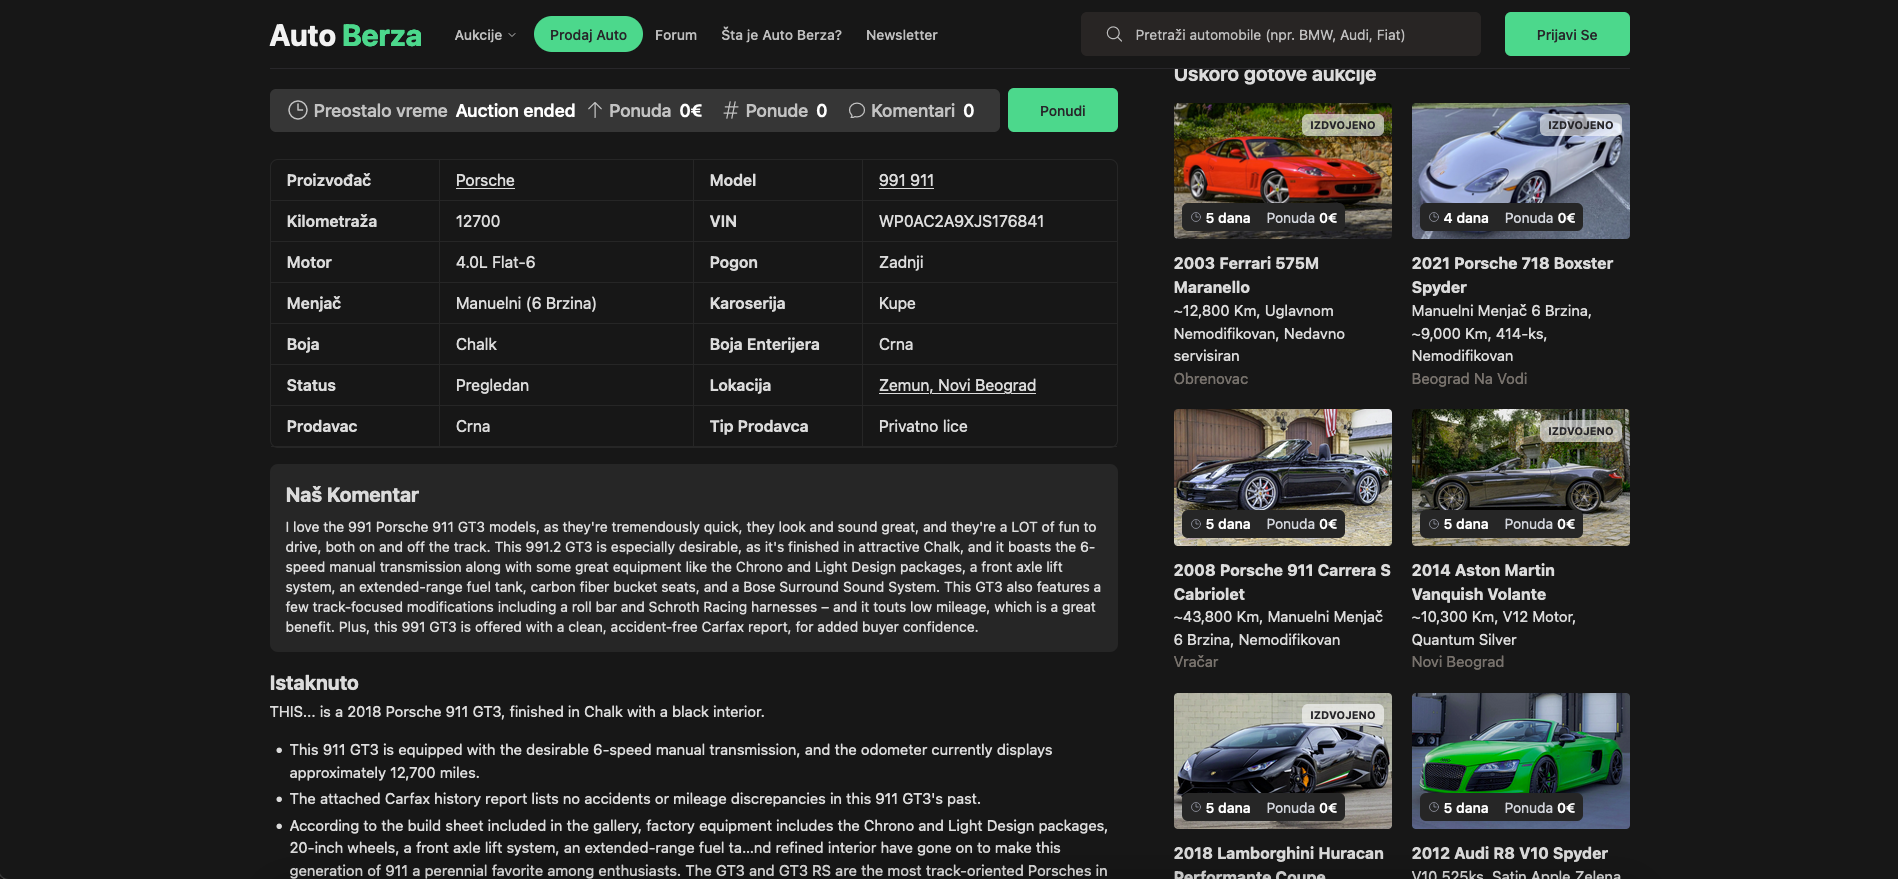 Auto Berza
Aukcije
Prodaj Auto
Forum
Šta je Auto Berza?
Newsletter
Pretraži automobile (npr. BMW, Audi, Fiat)
Prijavi Se
Preostalo vreme Auction ended Ponuda 0€ # Ponude 0 Komentari 0
Ponudi
Proizvođač Porsche Model 991 911
Kilometraža 12700 VIN WP0AC2A9XJS176841
Motor 4.0L Flat-6 Pogon Zadnji
Menjač Manuelni (6 Brzina) Karoserija Kupe
Boja Chalk Boja Enterijera Crna
Status Pregledan Lokacija Zemun, Novi Beograd
Prodavac Crna Tip Prodavca Privatno lice
Naš Komentar
I love the 991 Porsche 911 GT3 models, as they're tremendously quick, they look and sound great, and they're a LOT of fun to
drive, both on and off the track. This 991.2 GT3 is especially desirable, as it's finished in attractive Chalk, and it boasts the 6-
speed manual transmission along with some great equipment like the Chrono and Light Design packages, a front axle lift
system, an extended-range fuel tank, carbon fiber bucket seats, and a Bose Surround Sound System. This GT3 also features a
few track-focused modifications including a roll bar and Schroth Racing harnesses – and it touts low mileage, which is a great
benefit. Plus, this 991 GT3 is offered with a clean, accident-free Carfax report, for added buyer confidence.
Istaknuto
THIS... is a 2018 Porsche 911 GT3, finished in Chalk with a black interior.
• This 911 GT3 is equipped with the desirable 6-speed manual transmission, and the odometer currently displays
approximately 12,700 miles.
• The attached Carfax history report lists no accidents or mileage discrepancies in this 911 GT3's past.
• According to the build sheet included in the gallery, factory equipment includes the Chrono and Light Design packages,
20-inch wheels, a front axle lift system, an extended-range fuel ta...nd refined interior have gone on to make this
generation of 911 a perennial favorite among enthusiasts. The GT3 and GT3 RS are the most track-oriented Porsches in
Uskoro gotove aukcije
IZDVOJENO
5 dana Ponuda 0€
2003 Ferrari 575M
Maranello
~12,800 Km, Uglavnom
Nemodifikovan, Nedavno
servisiran
Obrenovac
IZDVOJENO
4 dana Ponuda 0€
2021 Porsche 718 Boxster
Spyder
Manuelni Menjač 6 Brzina,
~9,000 Km, 414-ks,
Nemodifikovan
Beograd Na Vodi
5 dana Ponuda 0€
2008 Porsche 911 Carrera S
Cabriolet
~43,800 Km, Manuelni Menjač
6 Brzina, Nemodifikovan
Vračar
IZDVOJENO
5 dana Ponuda 0€
2014 Aston Martin
Vanquish Volante
~10,300 Km, V12 Motor,
Quantum Silver
Novi Beograd
IZDVOJENO
5 dana Ponuda 0€
2018 Lamborghini Huracan
Performante Coupe
5 dana Ponuda 0€
2012 Audi R8 V10 Spyder
V10 525ks, Satin Apple Zelena